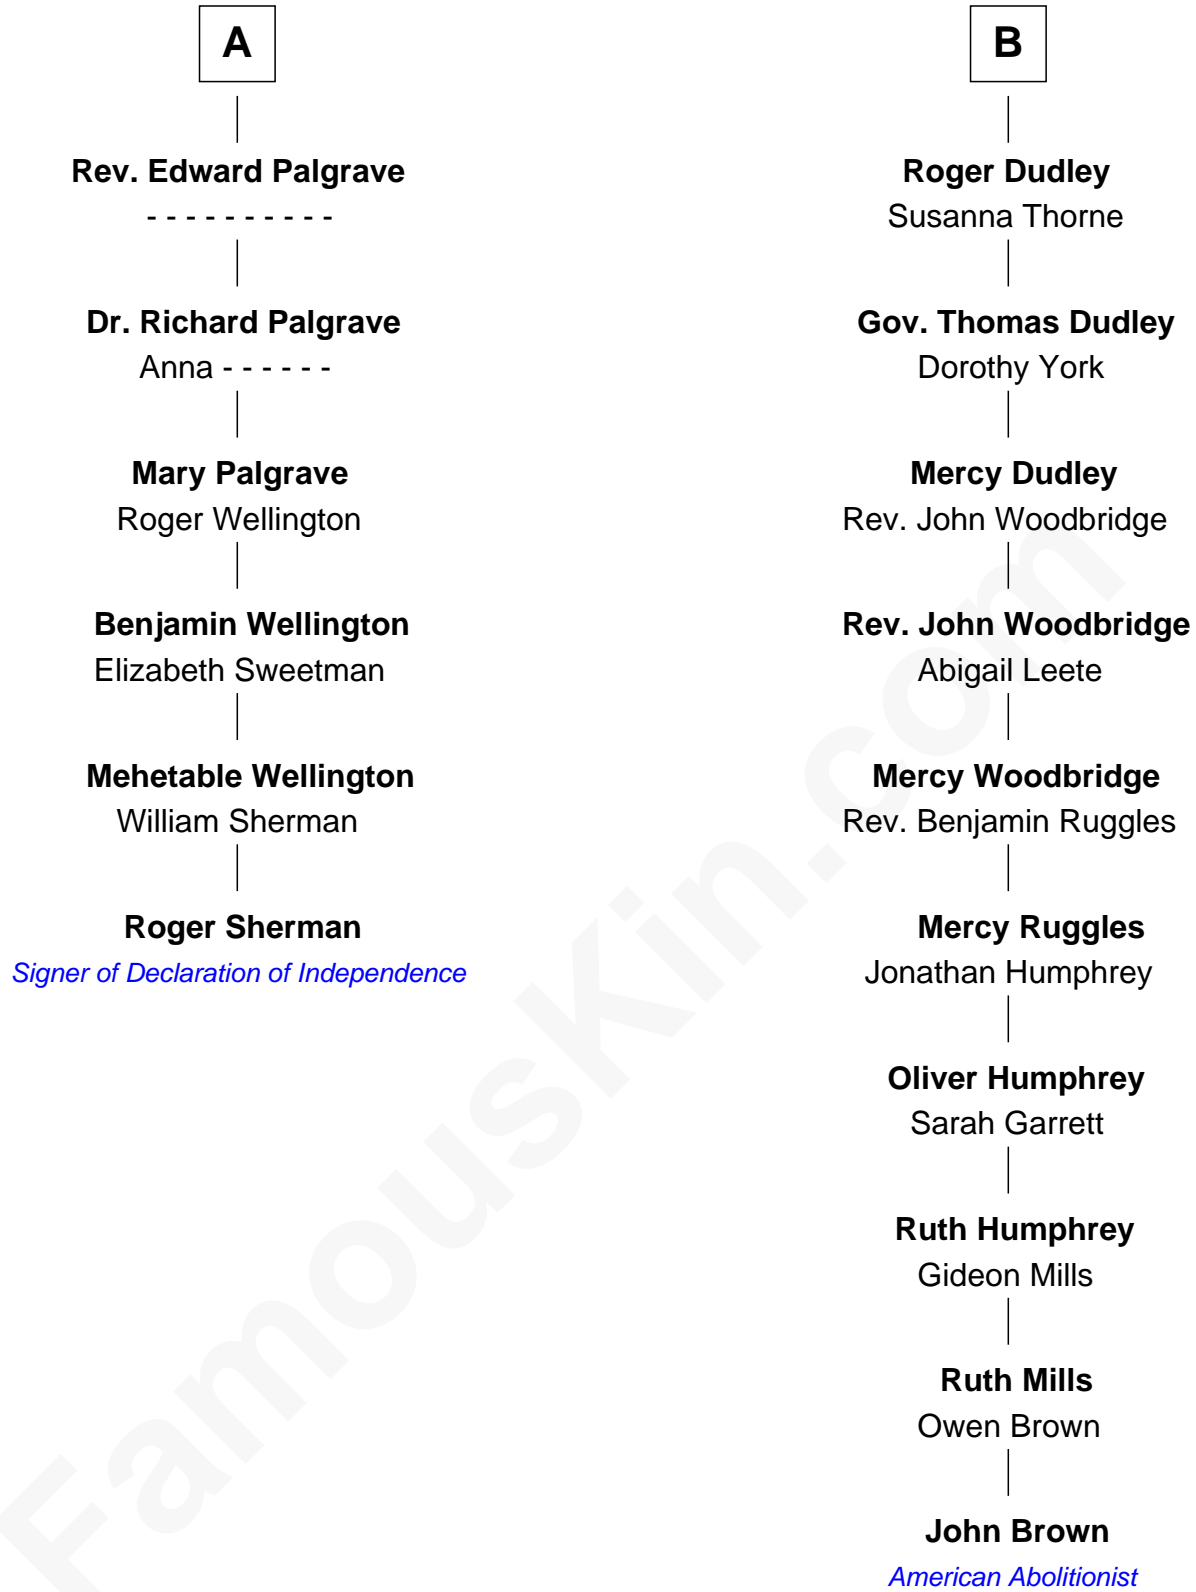 A
Rev. Edward Palgrave
- - - - - - - - - -
Dr. Richard Palgrave
Anna - - - - - -
Mary Palgrave
Roger Wellington
Benjamin Wellington
Elizabeth Sweetman
Mehetable Wellington
William Sherman
Roger Sherman
Signer of Declaration of Independence
B
Roger Dudley
Susanna Thorne
Gov. Thomas Dudley
Dorothy York
Mercy Dudley
Rev. John Woodbridge
Rev. John Woodbridge
Abigail Leete
Mercy Woodbridge
Rev. Benjamin Ruggles
Mercy Ruggles
Jonathan Humphrey
Oliver Humphrey
Sarah Garrett
Ruth Humphrey
Gideon Mills
Ruth Mills
Owen Brown
John Brown
American Abolitionist
FamousKin.com